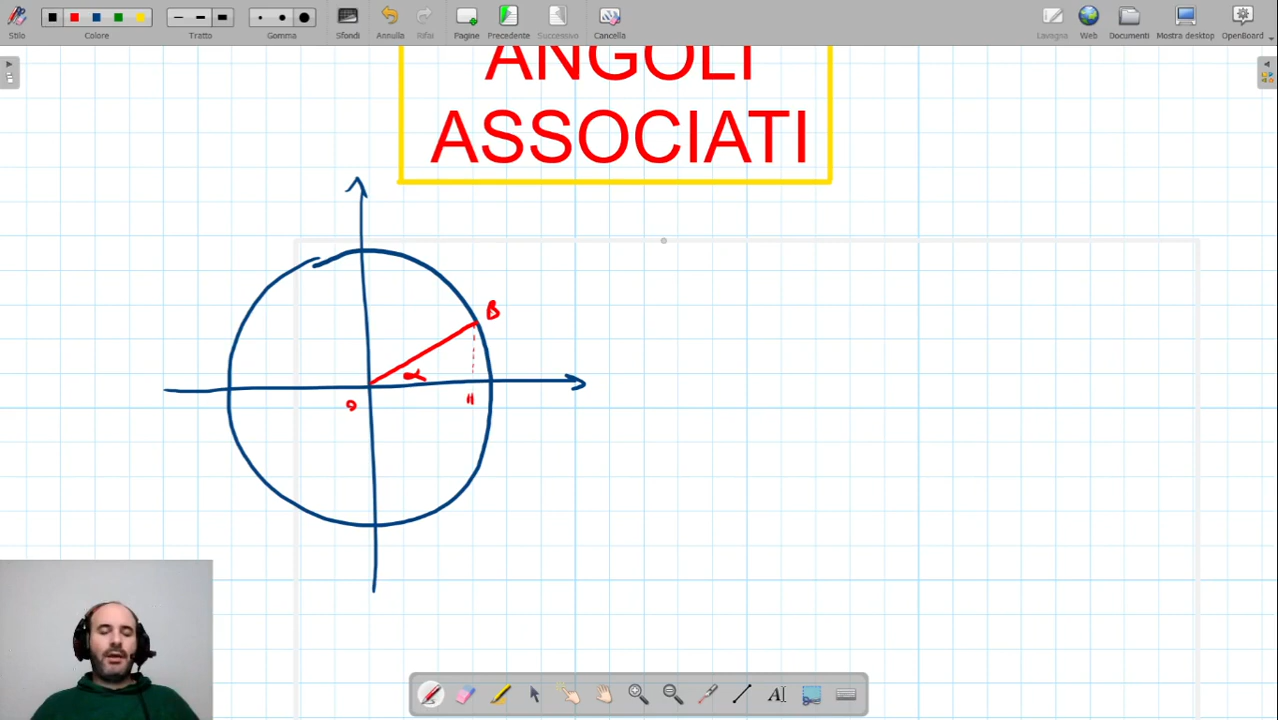 Stilo
Colore
Tratto
Gomma
Sfondi
Annulla
Rifai
Pagine
Precedente
Successivo
Cancella
Lavagna
Web
Documenti
Mostra desktop
OpenBoard
ANGOLI
ASSOCIATI
B
α
O
H